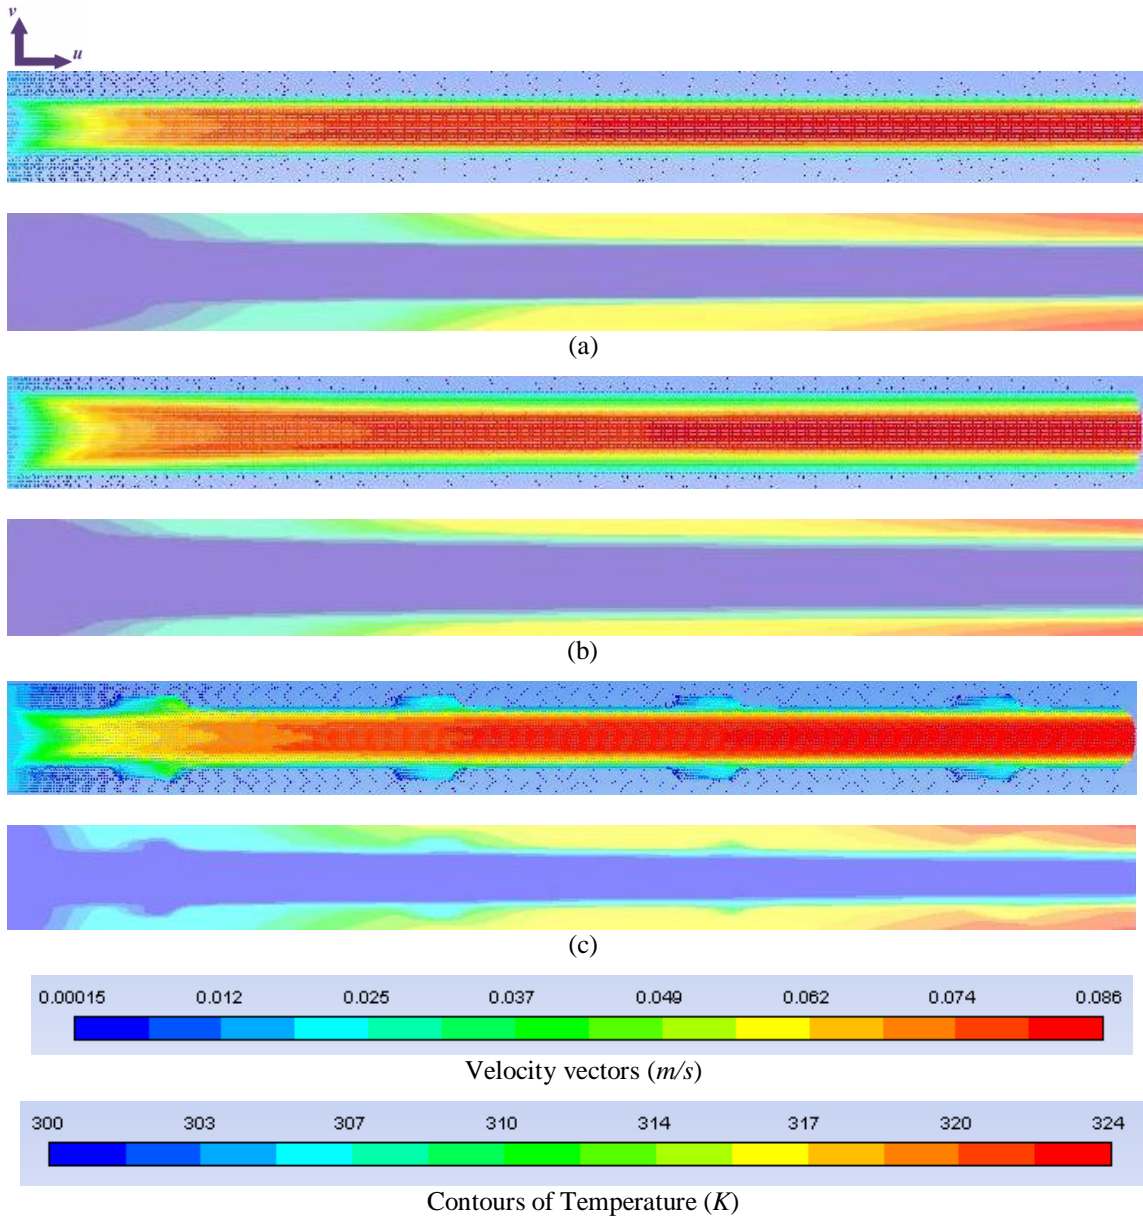 v
u
(a)
(b)
(c)
0.00015 0.012 0.025 0.037 0.049 0.062 0.074 0.086
Velocity vectors (m/s)
300 303 307 310 314 317 320 324
Contours of Temperature (K)